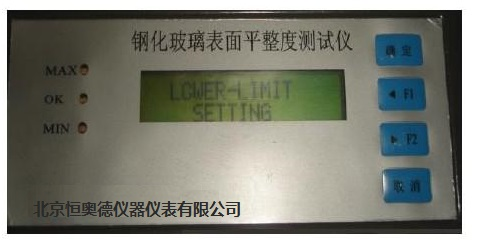 钢化玻璃表面平整度测试仪
MAX
OK
MIN
LOWER-LIMIT
SETTING
确定
◄ F1
► F2
取消
北京恒奥德仪器仪表有限公司